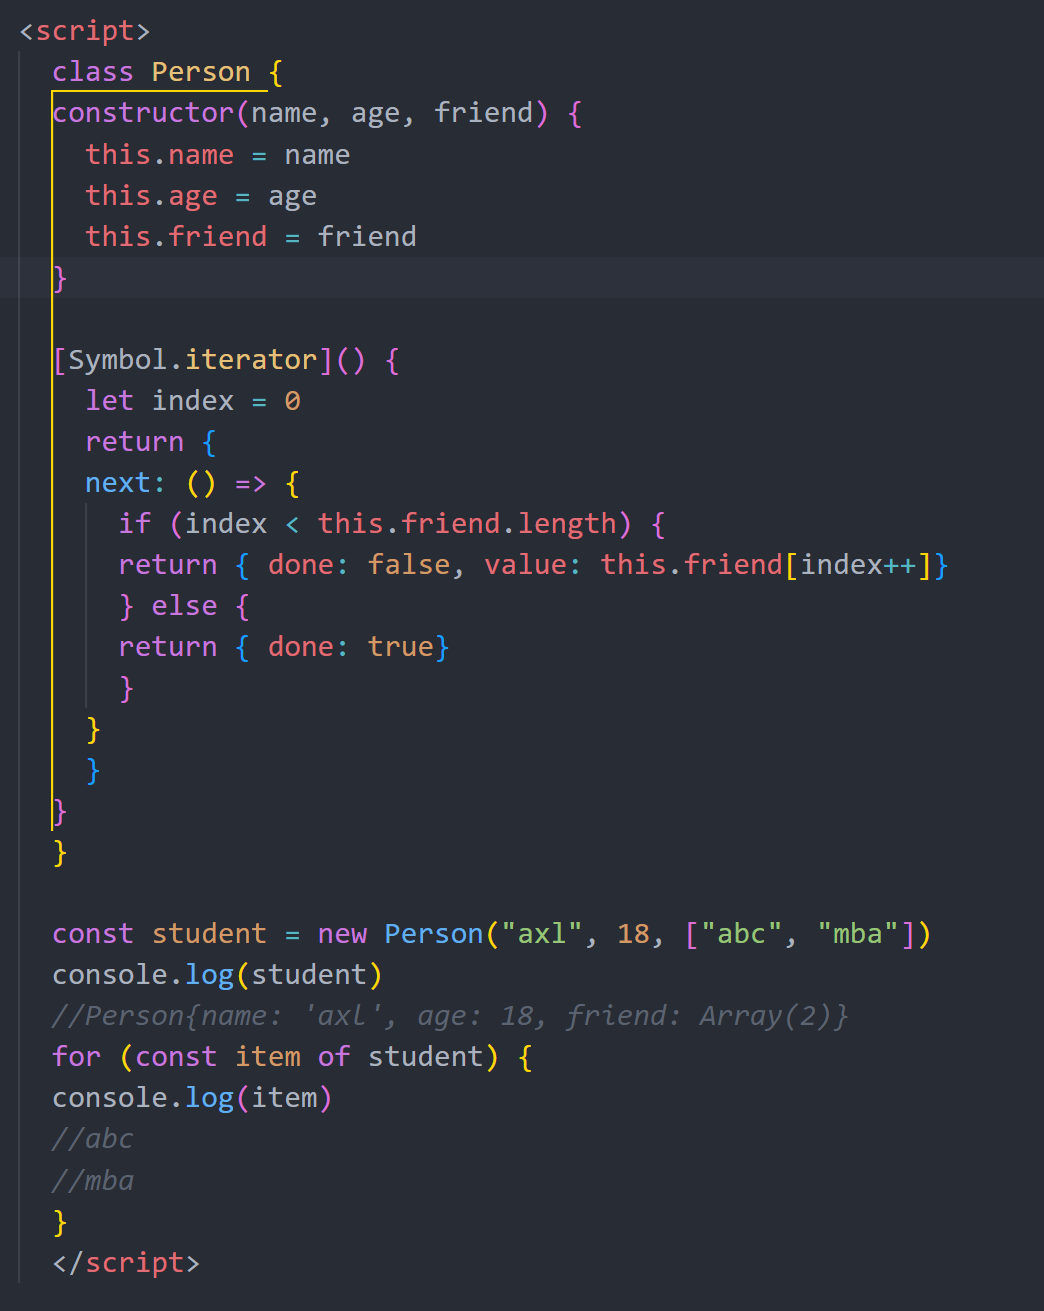 <script>
class Person {
constructor(name, age, friend) {
this.name = name
this.age = age
this.friend = friend
}
[Symbol.iterator]() {
let index = 0
return {
next: () => {
if (index < this.friend.length) {
return { done: false, value: this.friend[index++]}
} else {
return { done: true}
}
}
}
}
}
const student = new Person("axl", 18, ["abc", "mba"])
console.log(student)
//Person{name: 'axl', age: 18, friend: Array(2)}
for (const item of student) {
console.log(item)
//abc
//mba
}
</script>